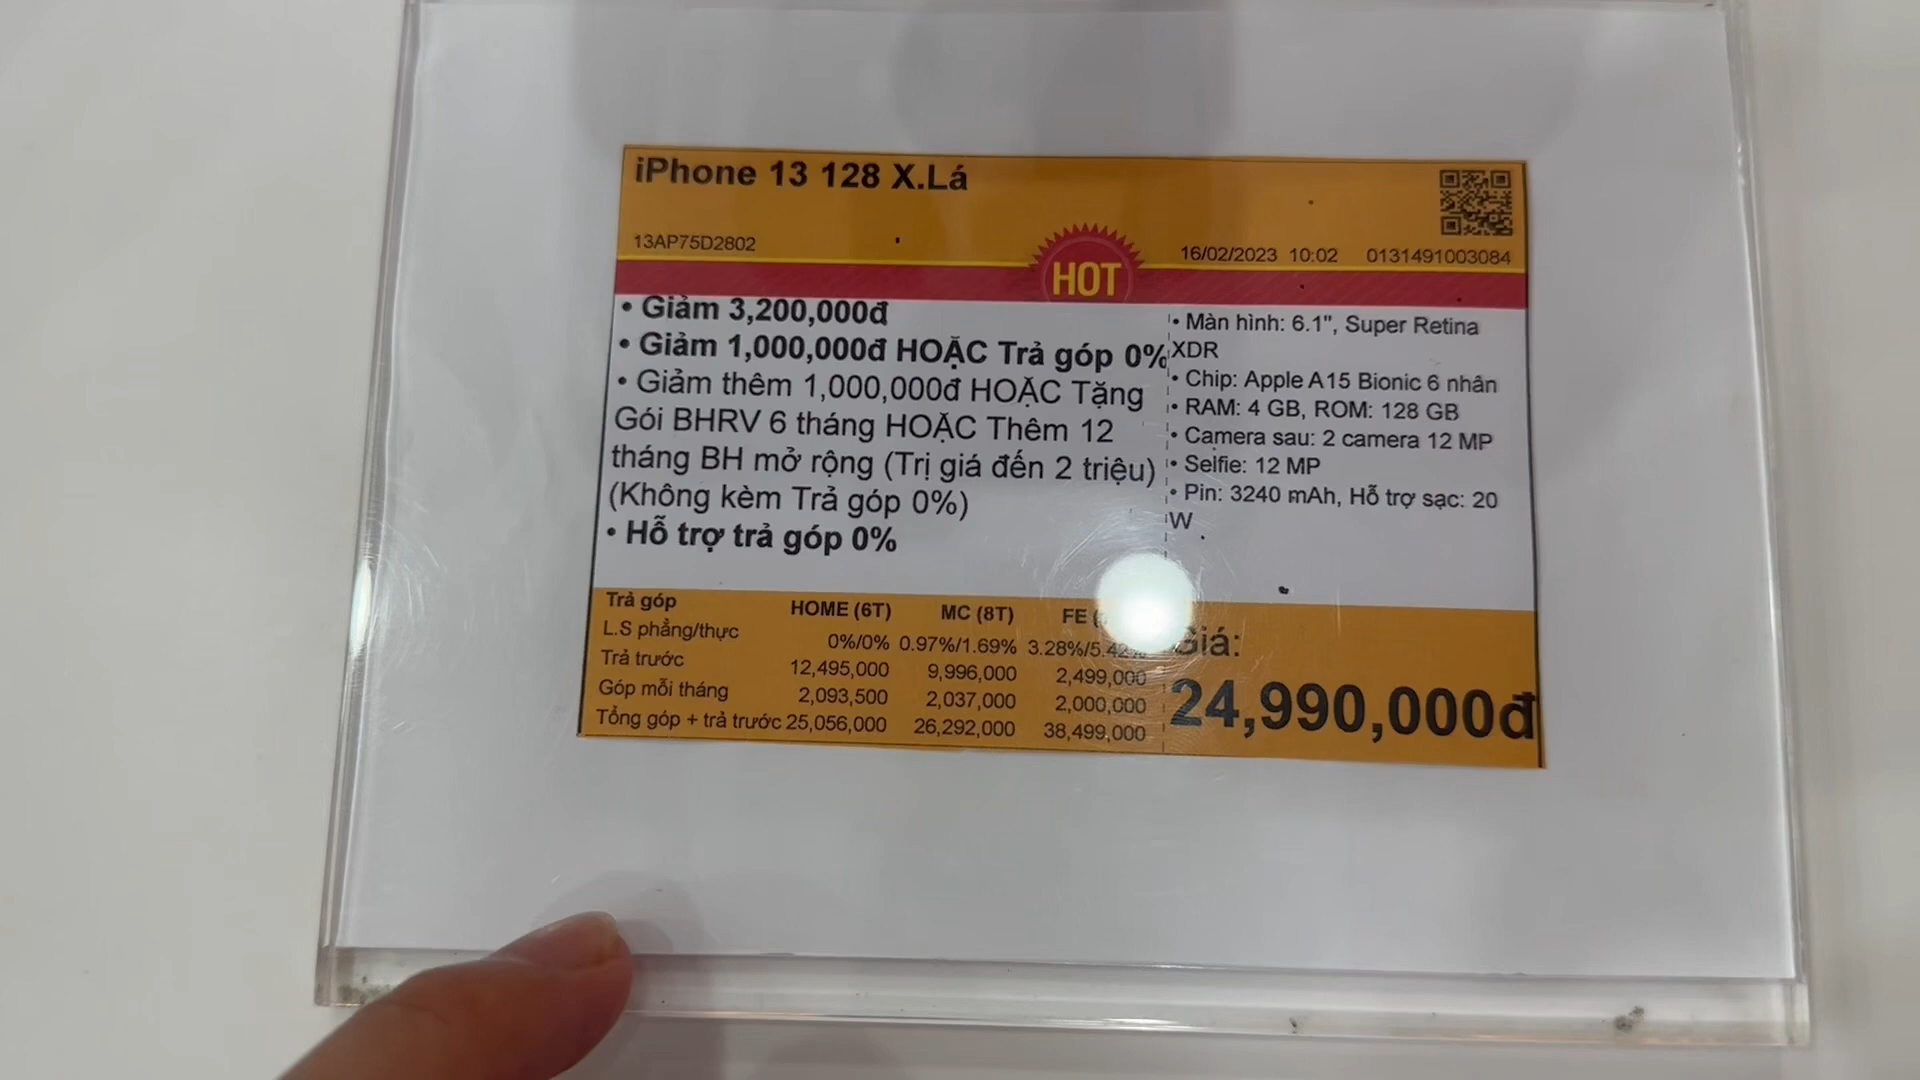 iPhone 13 128 X.Lá
13AP75D2802
16/02/2023 10:02 0131491003084
HOT
• Giảm 3,200,000đ
• Giảm 1,000,000đ HOẶC Trả góp 0%
• Giảm thêm 1,000,000đ HOẶC Tặng
Gói BHRV 6 tháng HOẶC Thêm 12
tháng BH mở rộng (Trị giá đến 2 triệu)
(Không kèm Trả góp 0%)
• Hỗ trợ trả góp 0%
• Màn hình: 6.1", Super Retina
XDR
• Chip: Apple A15 Bionic 6 nhân
• RAM: 4 GB, ROM: 128 GB
• Camera sau: 2 camera 12 MP
• Selfie: 12 MP
• Pin: 3240 mAh, Hỗ trợ sạc: 20
W
Trả góp HOME (6T) MC (8T) FE
L.S phẳng/thực 0%/0% 0.97%/1.69% 3.28%/5.42%
Trả trước 12,495,000 9,996,000 2,499,000
Góp mỗi tháng 2,093,500 2,037,000 2,000,000
Tổng góp + trả trước 25,056,000 26,292,000 38,499,000
Giá:
24,990,000đ